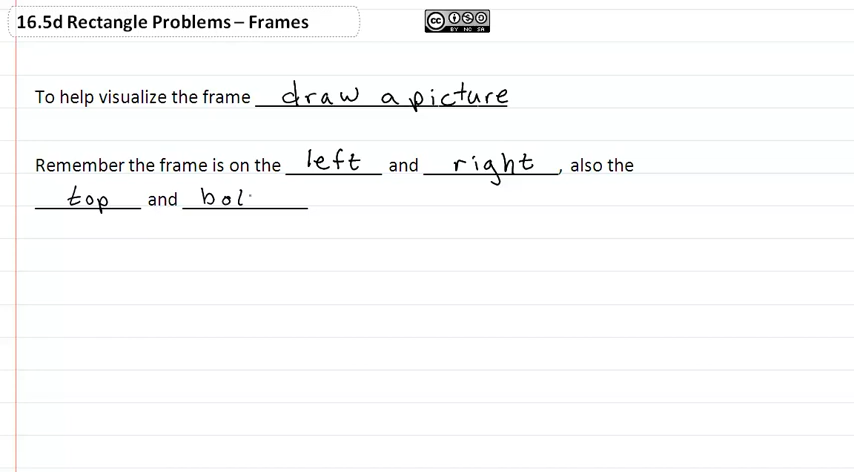 16.5d Rectangle Problems – Frames
cc BY NC SA
To help visualize the frame draw a picture
Remember the frame is on the left and right, also the
top and bot